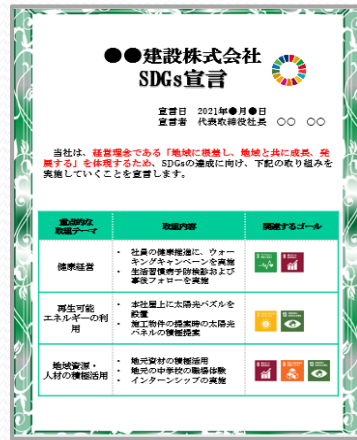 ●●建設株式会社
SDGs宣言
宣言日 2021年●月●日
宣言者 代表取締役社長 ○○ ○○
当社は、経営理念である「地域に根差し、地域と共に成長、発
展する」を体現するため、SDGsの達成に向け、下記の取り組みを
実施していくことを宣言します。
重点的な
取組テーマ
取組内容
関連するゴール
健康経営
・ 社員の健康推進に、ウォー
キングキャンペーンを実施
・ 生活習慣病予防検診および
事後フォローを実施
再生可能
エネルギーの利
用
・ 本社屋上に太陽光パズルを
設置
・ 施工物件の提案時の太陽光
パネルの積極提案
地域資源・
人材の積極活用
・ 地元資材の積極活用
・ 地元の中学校の職場体験
・ インターンシップの実施